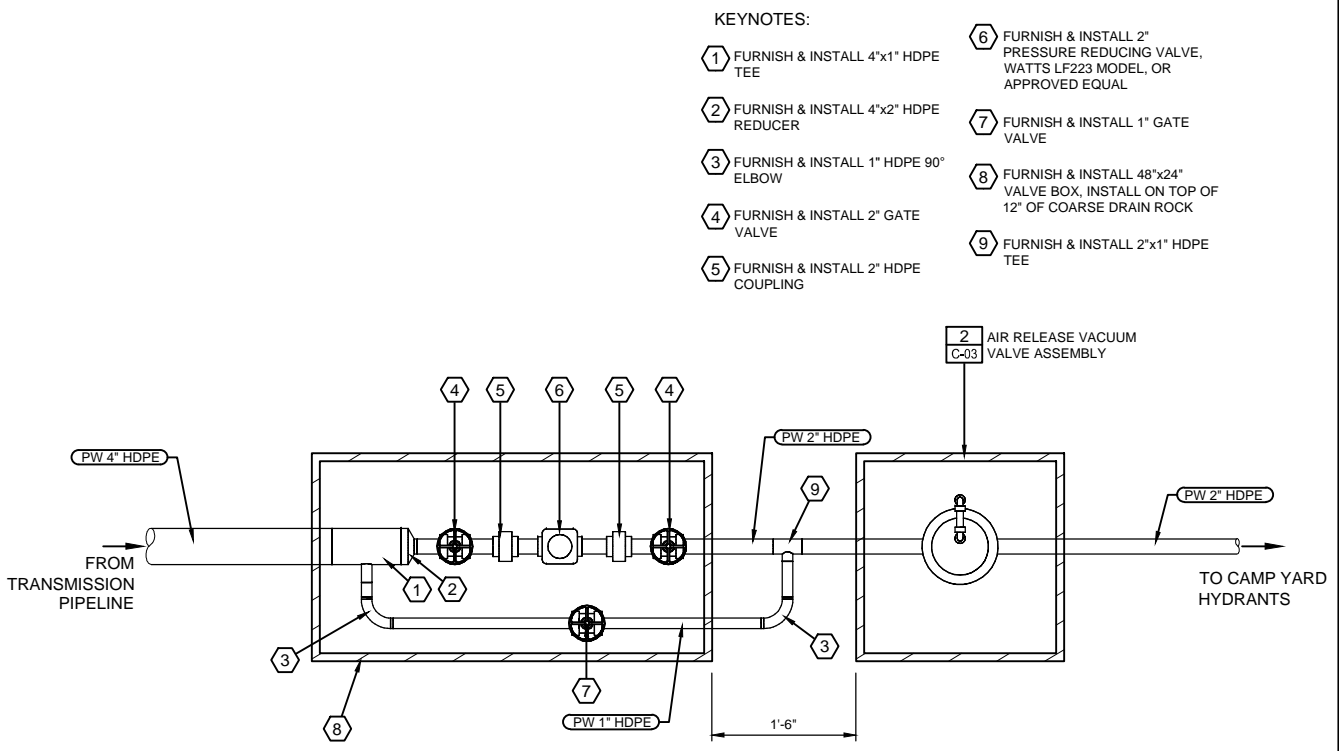 KEYNOTES:
1 FURNISH & INSTALL 4"x1" HDPE
TEE
2 FURNISH & INSTALL 4"x2" HDPE
REDUCER
3 FURNISH & INSTALL 1" HDPE 90°
ELBOW
4 FURNISH & INSTALL 2" GATE
VALVE
5 FURNISH & INSTALL 2" HDPE
COUPLING
6 FURNISH & INSTALL 2"
PRESSURE REDUCING VALVE,
WATTS LF223 MODEL, OR
APPROVED EQUAL
7 FURNISH & INSTALL 1" GATE
VALVE
8 FURNISH & INSTALL 48"x24"
VALVE BOX, INSTALL ON TOP OF
12" OF COARSE DRAIN ROCK
9 FURNISH & INSTALL 2"x1" HDPE
TEE
2 AIR RELEASE VACUUM
C-03 VALVE ASSEMBLY
4 5 6 5 4
PW 4" HDPE
PW 2" HDPE
9
PW 2" HDPE
FROM
TRANSMISSION
PIPELINE
1 2
TO CAMP YARD
HYDRANTS
3
3
7
8
PW 1" HDPE
1'-6"